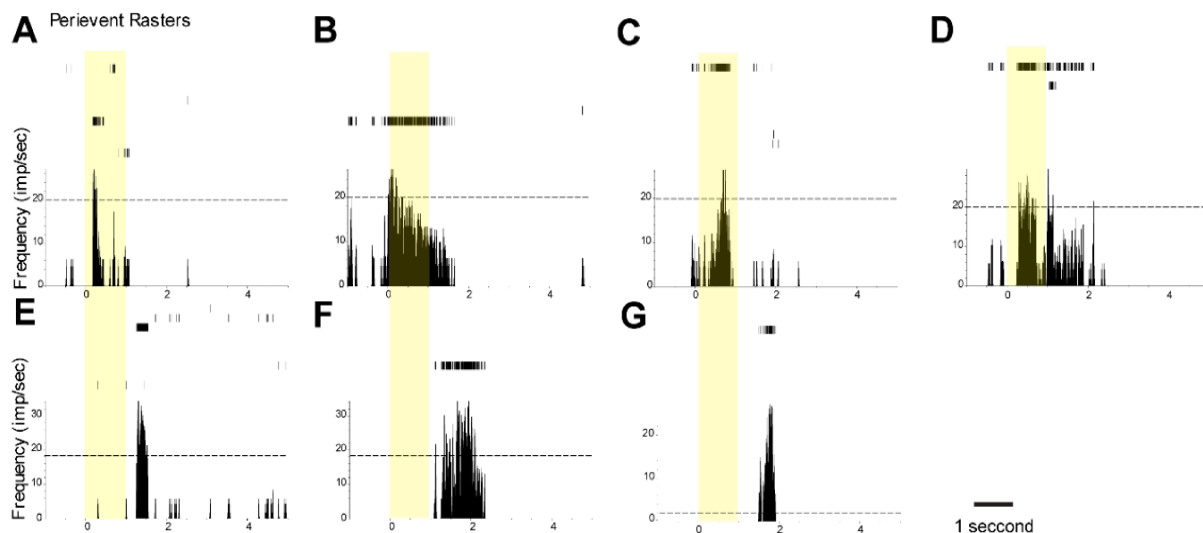 A Perievent Rasters B C D
Frequency (imp/sec)
20 20 20 20
10 10 10 10
0 0 0 0
0 2 4 0 2 4 0 2 4 0 2 4
E F G
Frequency (imp/sec)
30 30
20 20 20
10 10 10
0 0 0
0 2 4 0 2 4 0 2 4
1 seccond